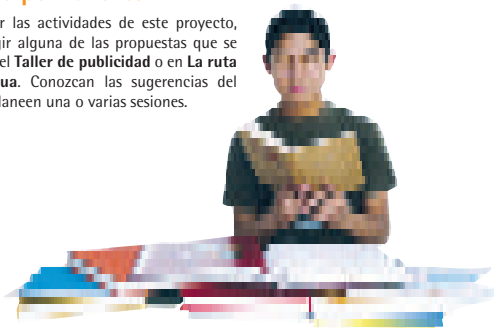 r las actividades de este proyecto,
gir alguna de las propuestas que se
el Taller de publicidad o en La ruta
ua. Conozcan las sugerencias del
laneen una o varias sesiones.